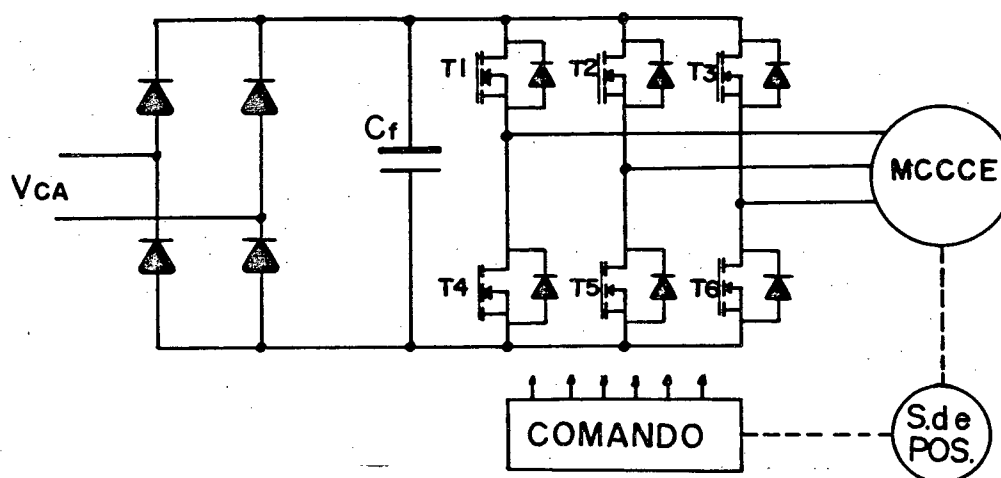 T1
T2
T3
Cf
VCA
MCCCE
T4
T5
T6
COMANDO
S.de
POS.